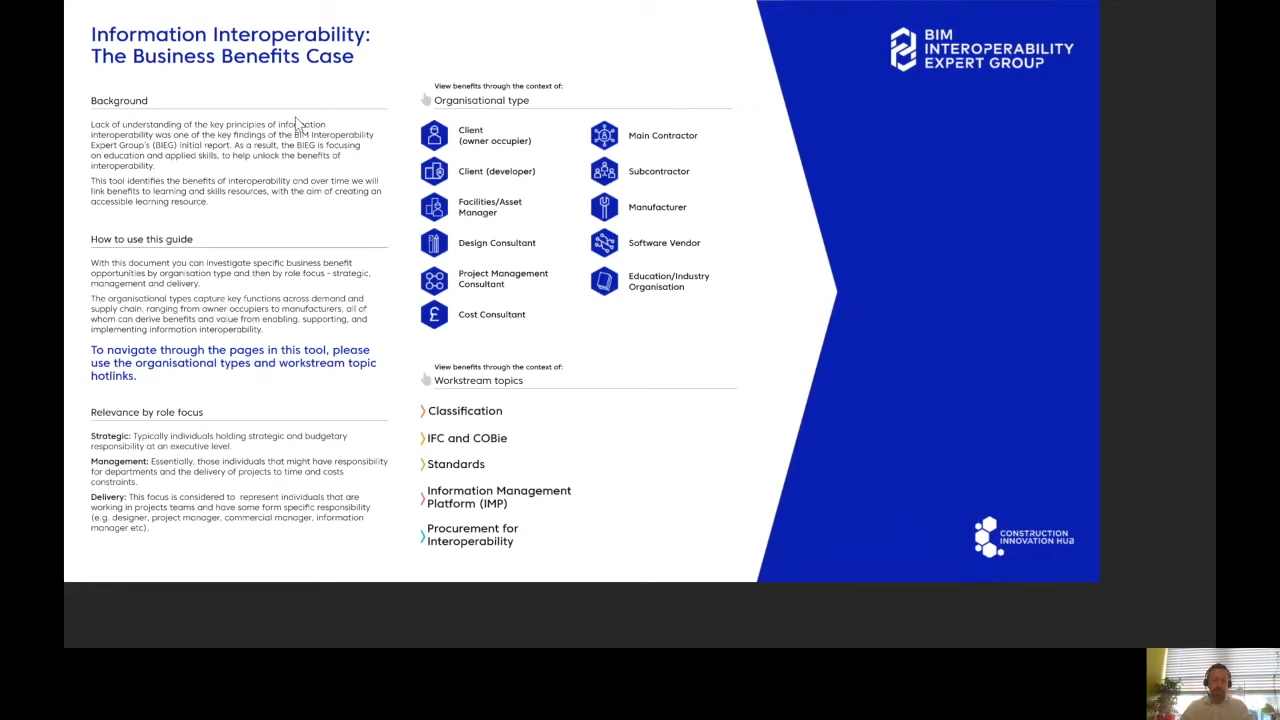 Information Interoperability:
The Business Benefits Case
Background
Lack of understanding of the key principles of information
interoperability was one of the key findings of the BIM Interoperability
Expert Group's (BIEG) initial report. As a result, the BIEG is focusing
on education and applied skills, to help unlock the benefits of
interoperability.
This tool identifies the benefits of interoperability and over time we will
link benefits to learning and skills resources, with the aim of creating an
accessible learning resource.
How to use this guide
With this document you can investigate specific business benefit
opportunities by organisation type and then by role focus - strategic,
management and delivery.
The organisational types capture key functions across demand and
supply chain, ranging from owner occupiers to manufacturers, all of
whom can derive benefits and value from enabling, supporting, and
implementing information interoperability.
To navigate through the pages in this tool, please
use the organisational types and workstream topic
hotlinks.
Relevance by role focus
Strategic: Typically individuals holding strategic and budgetary
responsibility at an executive level.
Management: Essentially, those individuals that might have responsibility
for departments and the delivery of projects to time and costs
constraints.
Delivery: This focus is considered to represent individuals that are
working in projects teams and have some form specific responsibility
(e.g. designer, project manager, commercial manager, information
manager etc).
View benefits through the context of:
Organisational type
Client
(owner occupier)
Client (developer)
Facilities/Asset
Manager
Design Consultant
Project Management
Consultant
£
Cost Consultant
Main Contractor
Subcontractor
Manufacturer
Software Vendor
Education/Industry
Organisation
View benefits through the context of:
Workstream topics
Classification
IFC and COBie
Standards
Information Management
Platform (IMP)
Procurement for
Interoperability
BIM
INTEROPERABILITY
EXPERT GROUP
CONSTRUCTION
INNOVATION HUB